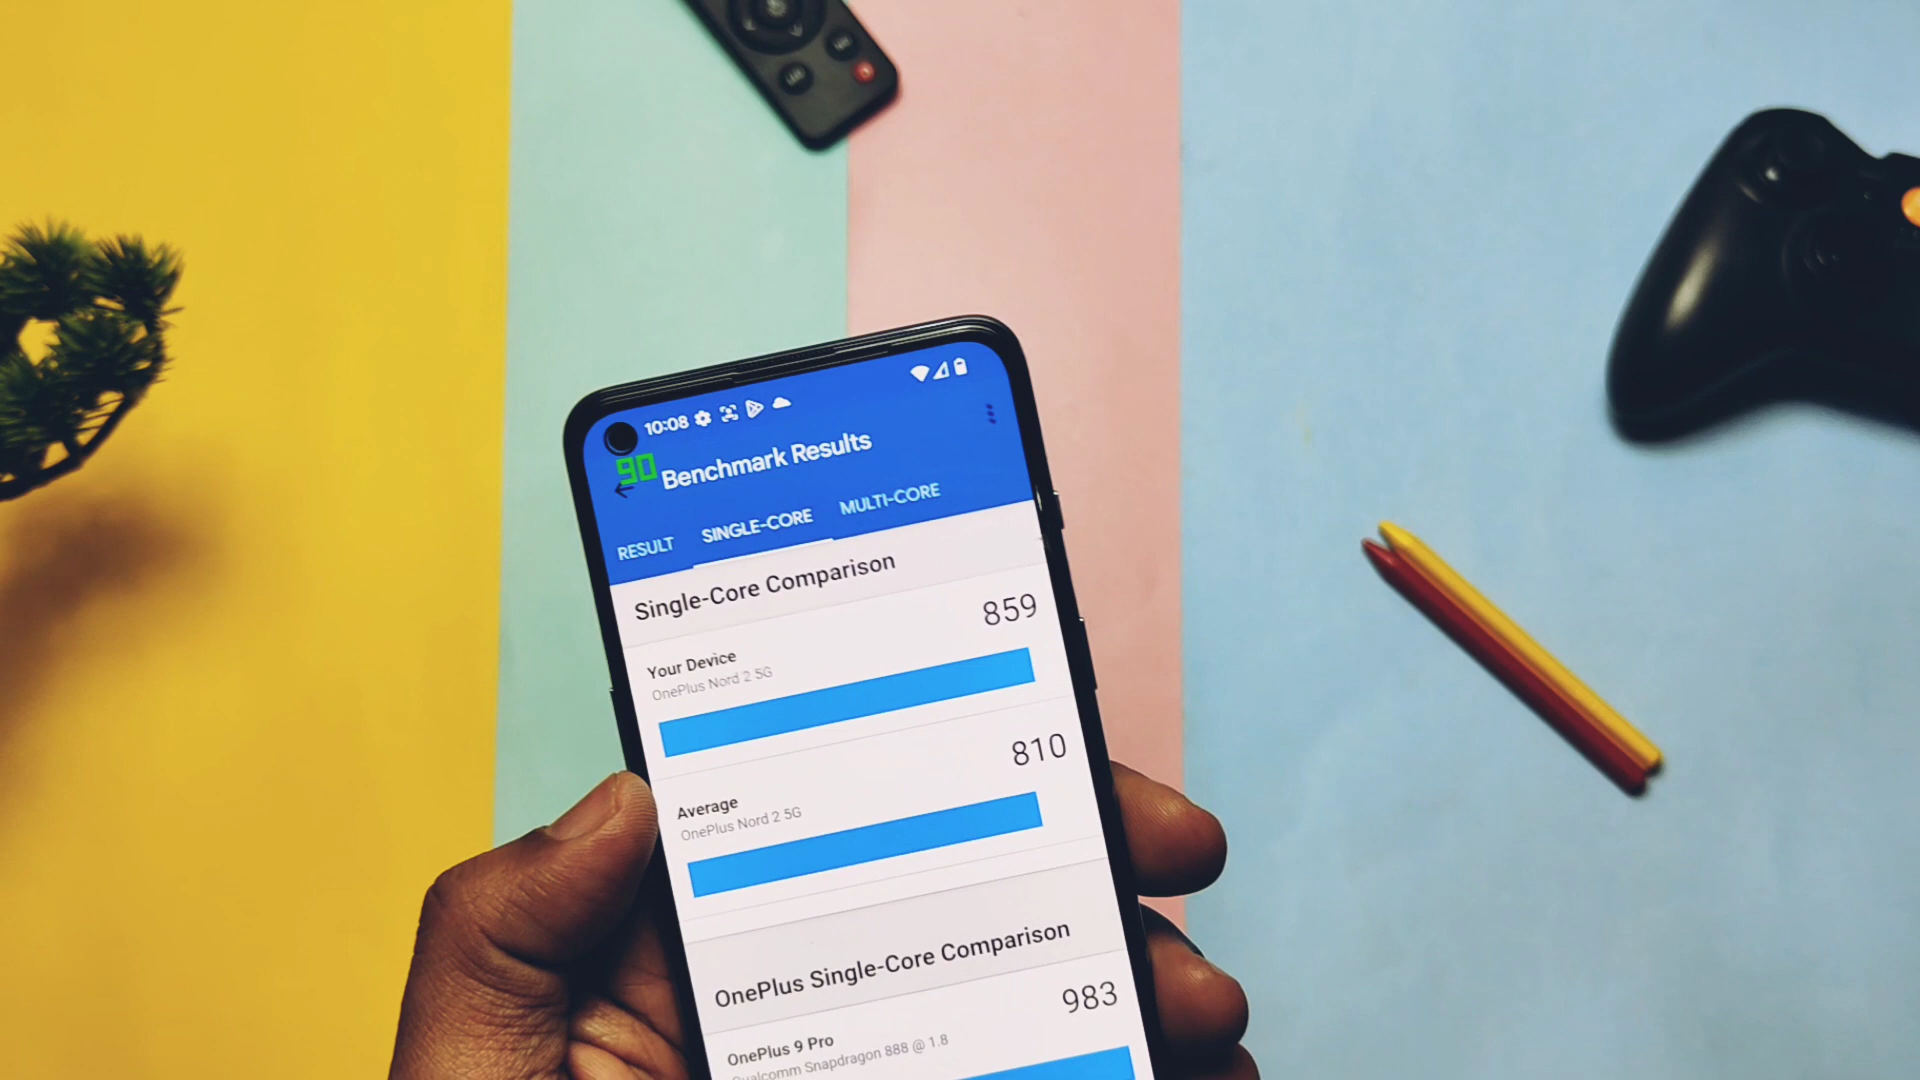 10:08
90
Benchmark Results
RESULT SINGLE-CORE MULTI-CORE
Single-Core Comparison
859
Your Device
OnePlus Nord 2 5G
810
Average
OnePlus Nord 2 5G
OnePlus Single-Core Comparison
983
OnePlus 9 Pro
Qualcomm Snapdragon 888 @ 1.8